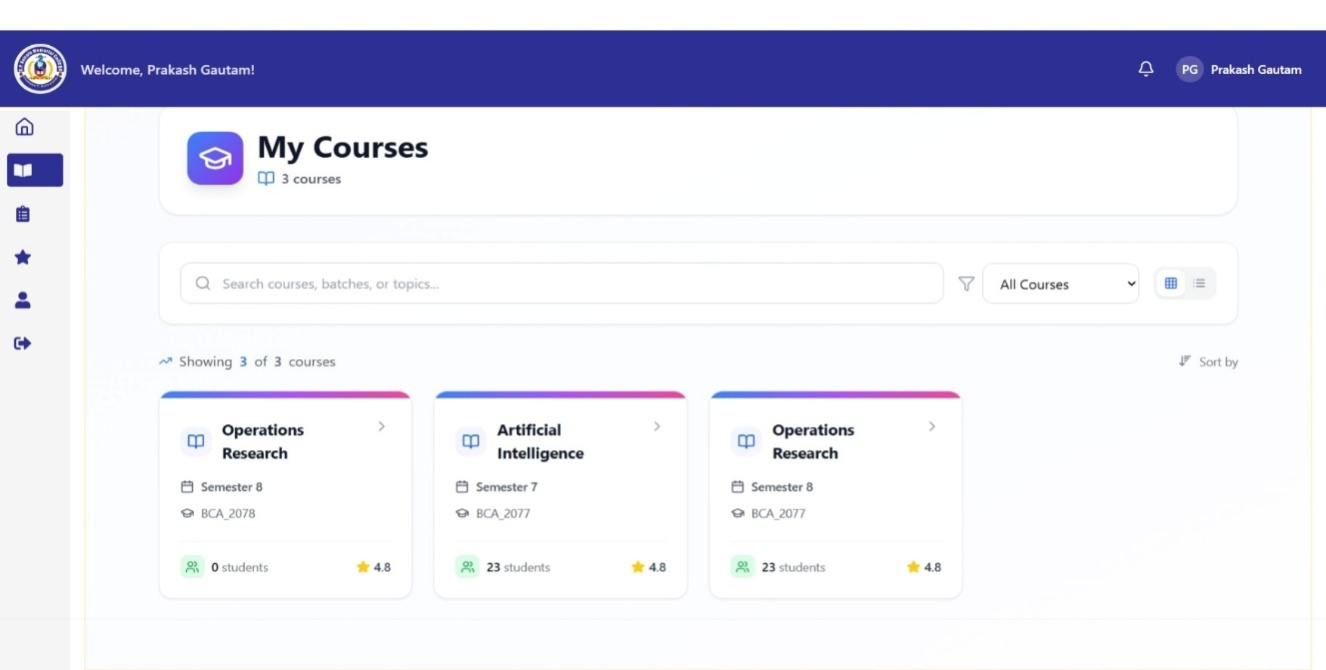 Welcome, Prakash Gautam!
PG Prakash Gautam
My Courses
3 courses
Search courses, batches, or topics...
All Courses
Showing 3 of 3 courses
Sort by
Operations
Research
Semester 8
BCA_2078
0 students 4.8
Artificial
Intelligence
Semester 7
BCA_2077
23 students 4.8
Operations
Research
Semester 8
BCA_2077
23 students 4.8